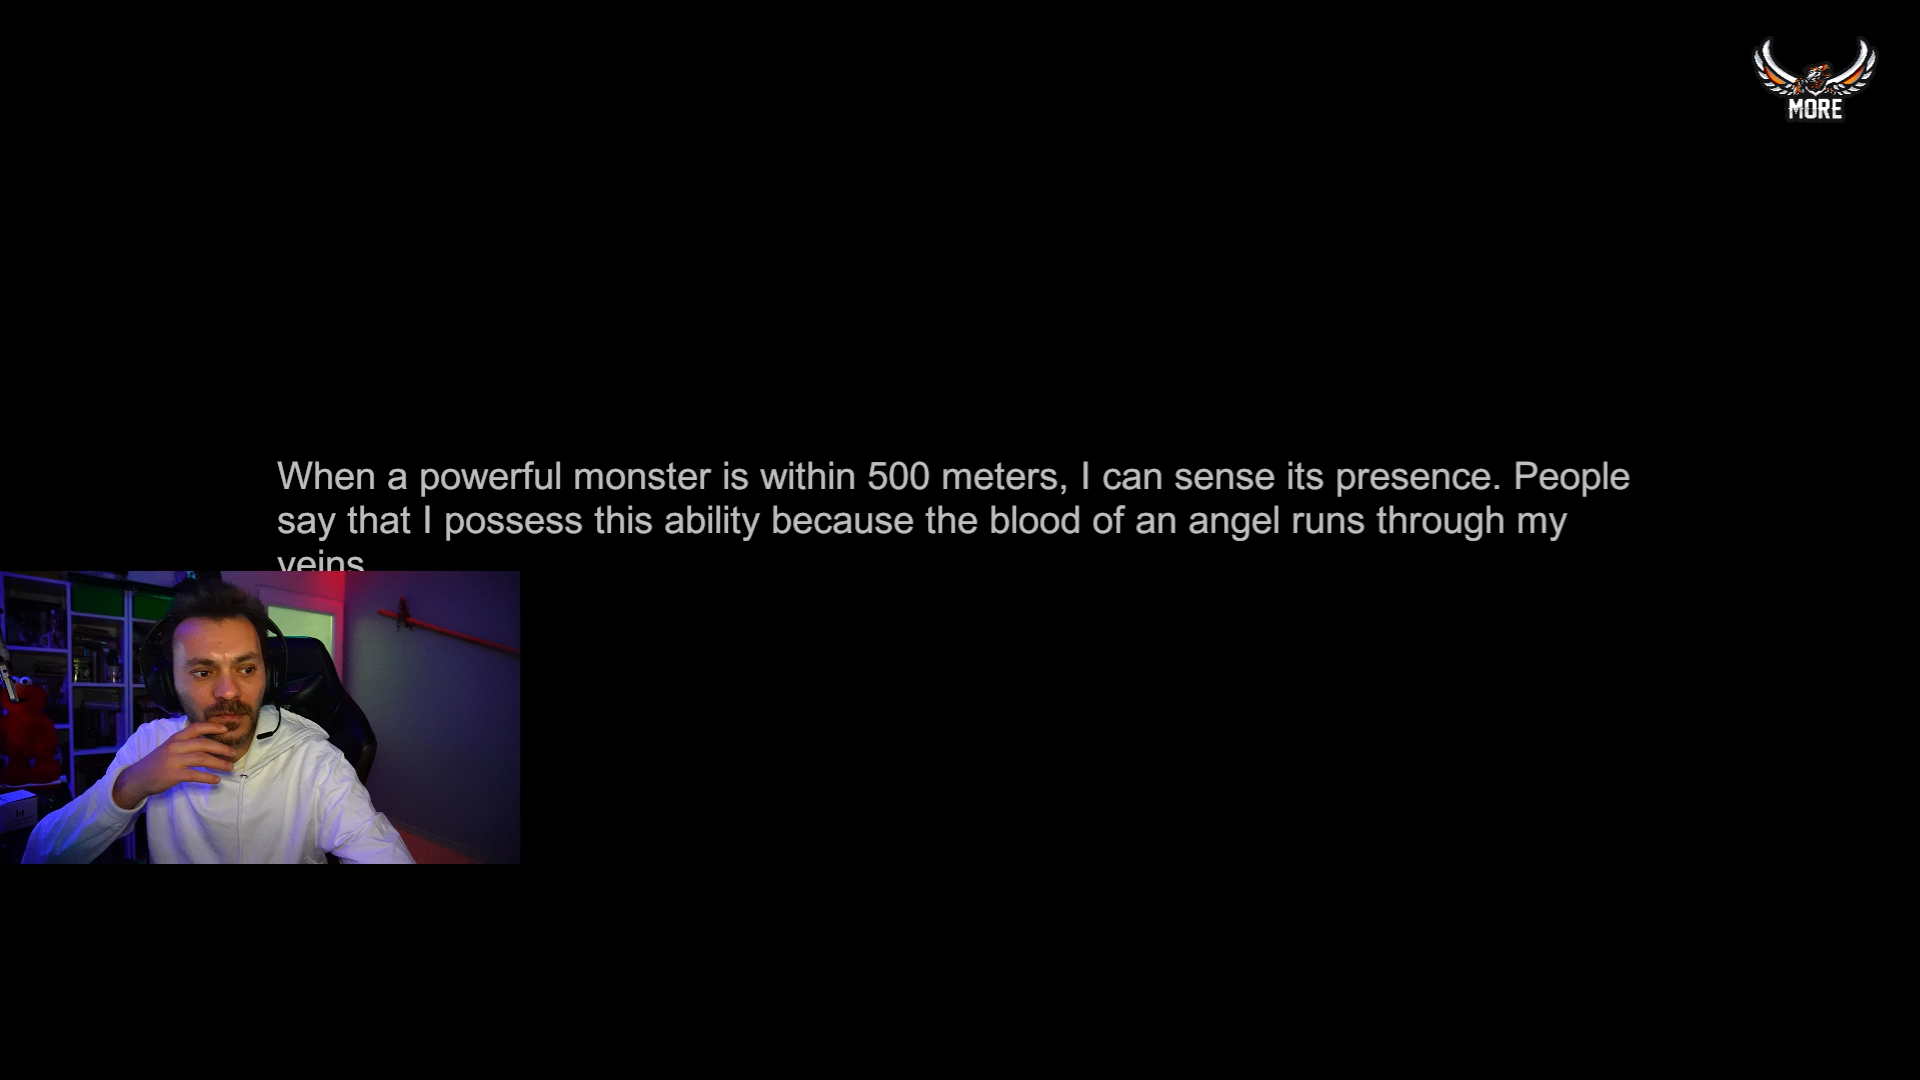 MORE
When a powerful monster is within 500 meters, I can sense its presence. People
say that I possess this ability because the blood of an angel runs through my
veins